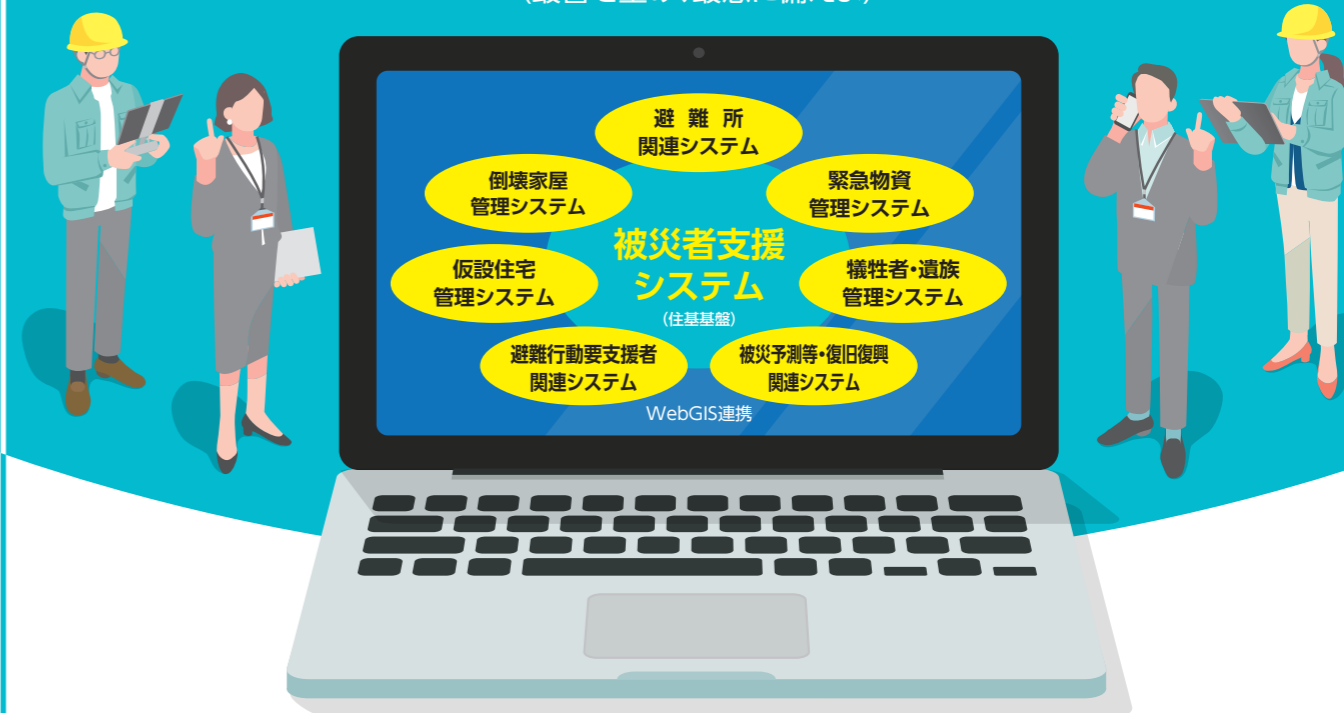 避難所
関連システム
倒壊家屋
管理システム
緊急物資
管理システム
被災者支援
システム
(住基基盤)
仮設住宅
管理システム
犠牲者・遺族
管理システム
避難行動要支援者
関連システム
被災予測等・復旧復興
関連システム
WebGIS連携